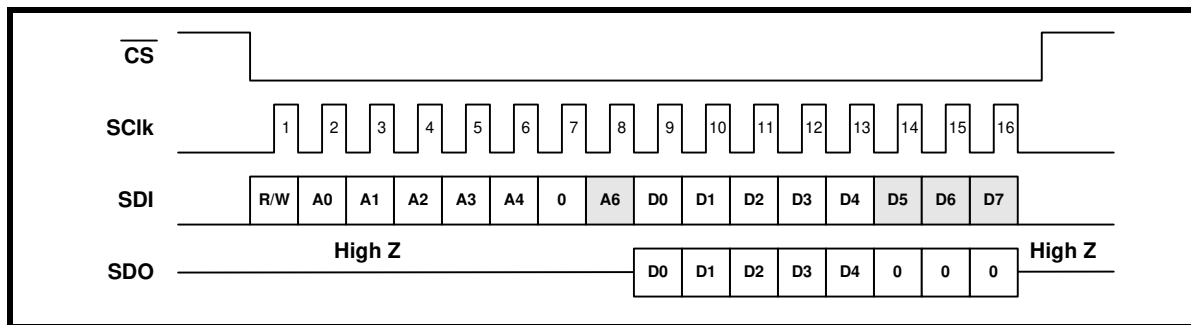 CS
SClk 1 2 3 4 5 6 7 8 9 10 11 12 13 14 15 16
SDI R/W A0 A1 A2 A3 A4 0 A6 D0 D1 D2 D3 D4 D5 D6 D7
High Z High Z
SDO D0 D1 D2 D3 D4 0 0 0